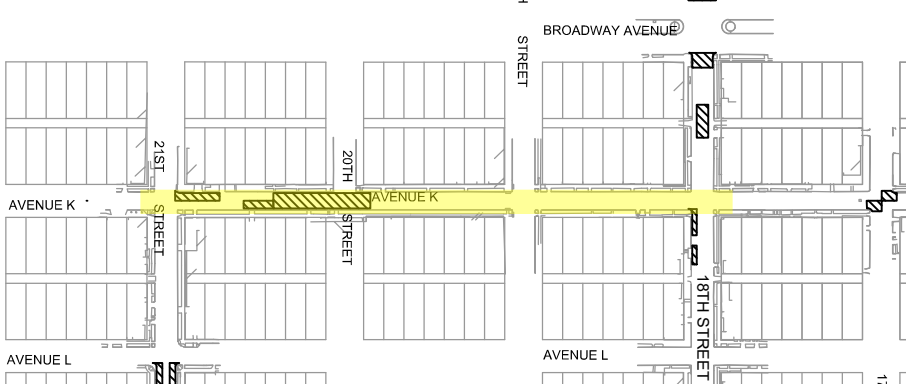 BROADWAY AVENUE
STREET
21ST
STREET
20TH
STREET
AVENUE K
AVENUE K
18TH STREET
AVENUE L
AVENUE L